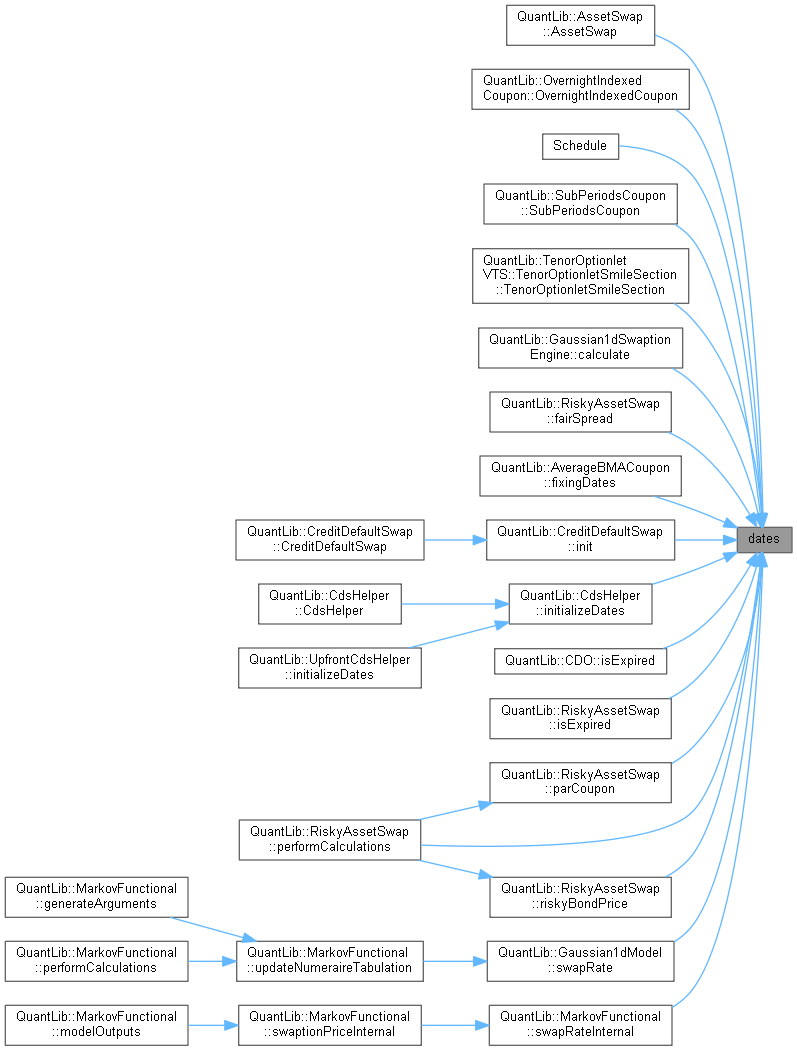 QuantLib::AssetSwap
::AssetSwap
QuantLib::OvernightIndexed
Coupon::OvernightIndexedCoupon
Schedule
QuantLib::SubPeriodsCoupon
::SubPeriodsCoupon
QuantLib::TenorOptionlet
VTS::TenorOptionletSmileSection
::TenorOptionletSmileSection
QuantLib::Gaussian1dSwaption
Engine::calculate
QuantLib::RiskyAssetSwap
::fairSpread
QuantLib::AverageBMACoupon
::fixingDates
QuantLib::CreditDefaultSwap
::CreditDefaultSwap
QuantLib::CreditDefaultSwap
::init
dates
QuantLib::CdsHelper
::CdsHelper
QuantLib::CdsHelper
::initializeDates
QuantLib::UpfrontCdsHelper
::initializeDates
QuantLib::CDO::isExpired
QuantLib::RiskyAssetSwap
::isExpired
QuantLib::RiskyAssetSwap
::parCoupon
QuantLib::RiskyAssetSwap
::performCalculations
QuantLib::RiskyAssetSwap
::riskyBondPrice
QuantLib::MarkovFunctional
::generateArguments
QuantLib::MarkovFunctional
::performCalculations
QuantLib::MarkovFunctional
::updateNumeraireTabulation
QuantLib::Gaussian1dModel
::swapRate
QuantLib::MarkovFunctional
::modelOutputs
QuantLib::MarkovFunctional
::swaptionPriceInternal
QuantLib::MarkovFunctional
::swapRateInternal